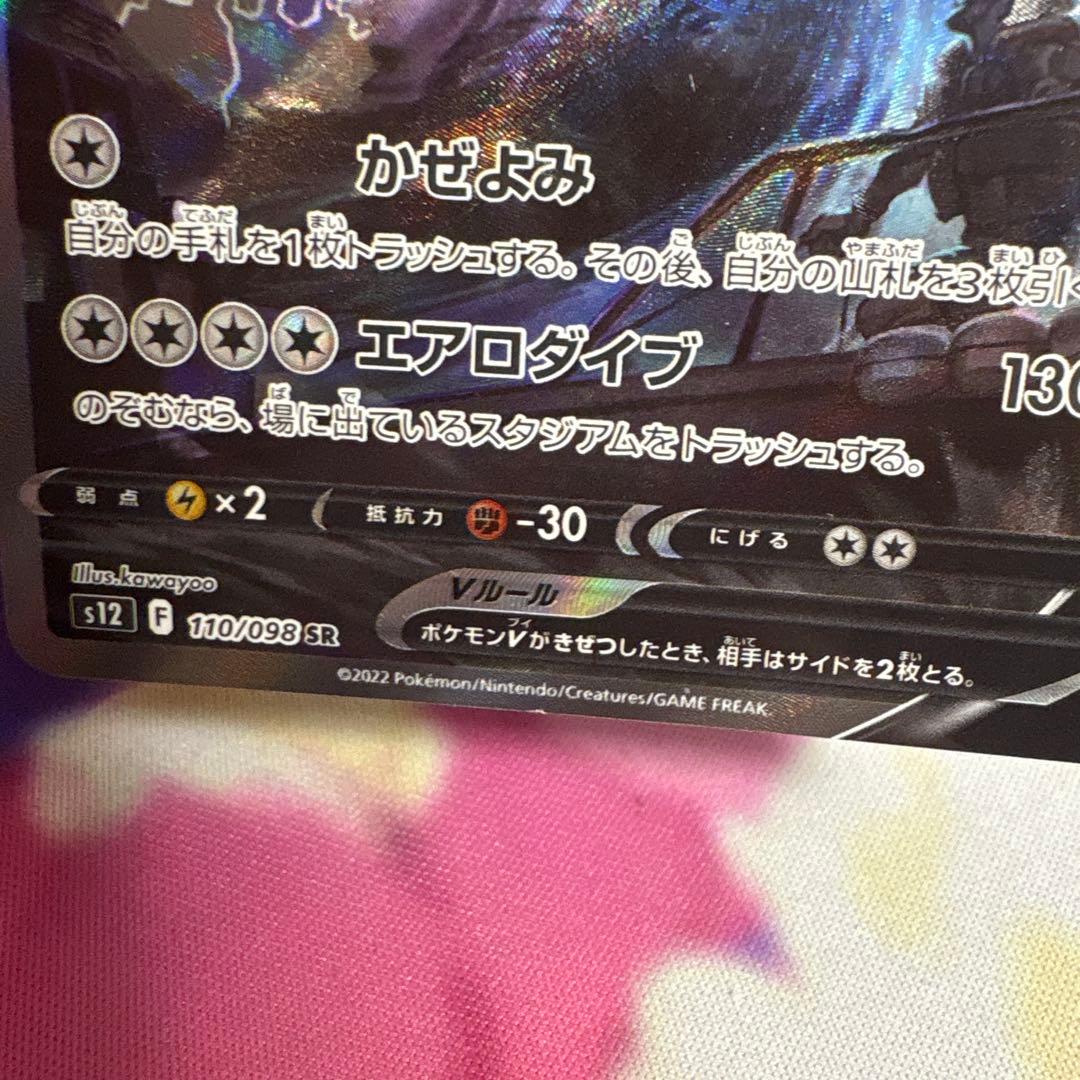 かぜよみ
自分の手札を1枚トラッシュする。その後、自分の山札を3枚引く
エアロダイブ 130
のぞむなら、場に出ているスタジアムをトラッシュする。
弱点 ×2 抵抗力 -30 にげる
Illus.kawayoo
Vルール
s12 F 110/098 SR
ポケモンVがきぜつしたとき、相手はサイドを2枚とる。
©2022 Pokémon/Nintendo/Creatures/GAME FREAK.